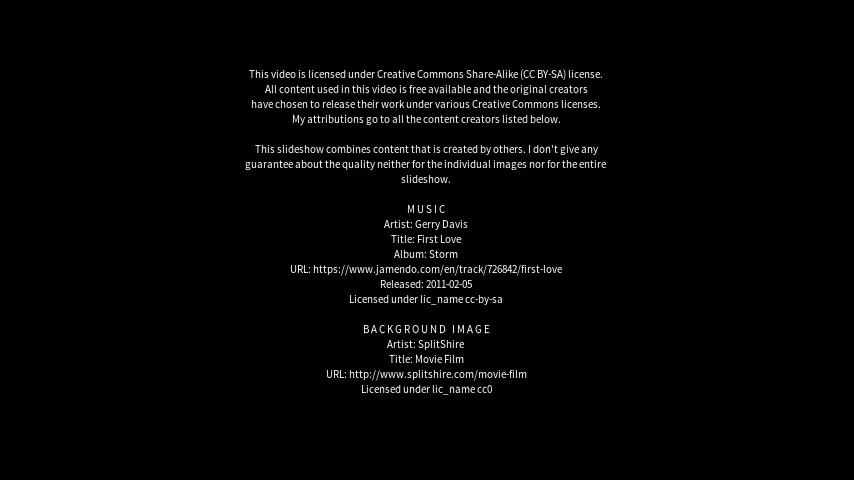 This video is licensed under Creative Commons Share-Alike (CC BY-SA) license.
All content used in this video is free available and the original creators
have chosen to release their work under various Creative Commons licenses.
My attributions go to all the content creators listed below.
This slideshow combines content that is created by others. I don't give any
guarantee about the quality neither for the individual images nor for the entire
slideshow.
MUSIC
Artist: Gerry Davis
Title: First Love
Album: Storm
URL: https://www.jamendo.com/en/track/726842/first-love
Released: 2011-02-05
Licensed under lic_name cc-by-sa
BACKGROUND IMAGE
Artist: SplitShire
Title: Movie Film
URL: http://www.splitshire.com/movie-film
Licensed under lic_name cc0